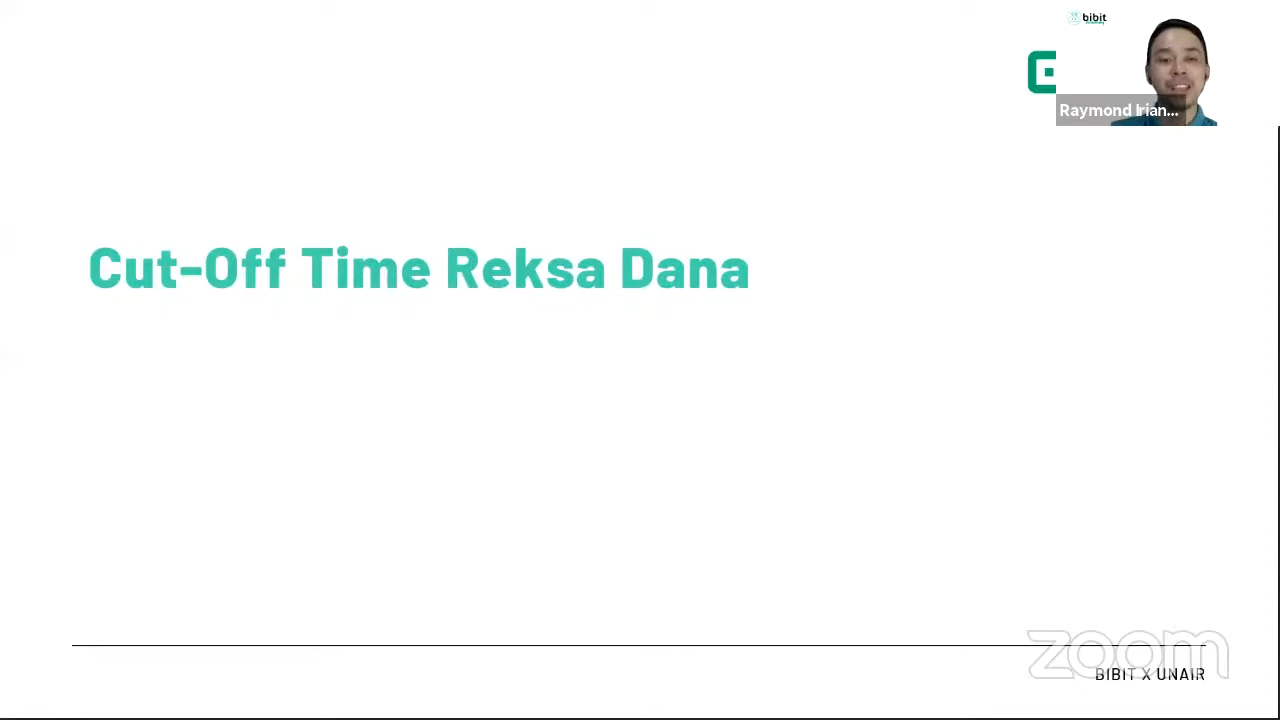 bibit
Raymond Irian...
Cut-Off Time Reksa Dana
zoom
BIBIT X UNAIR